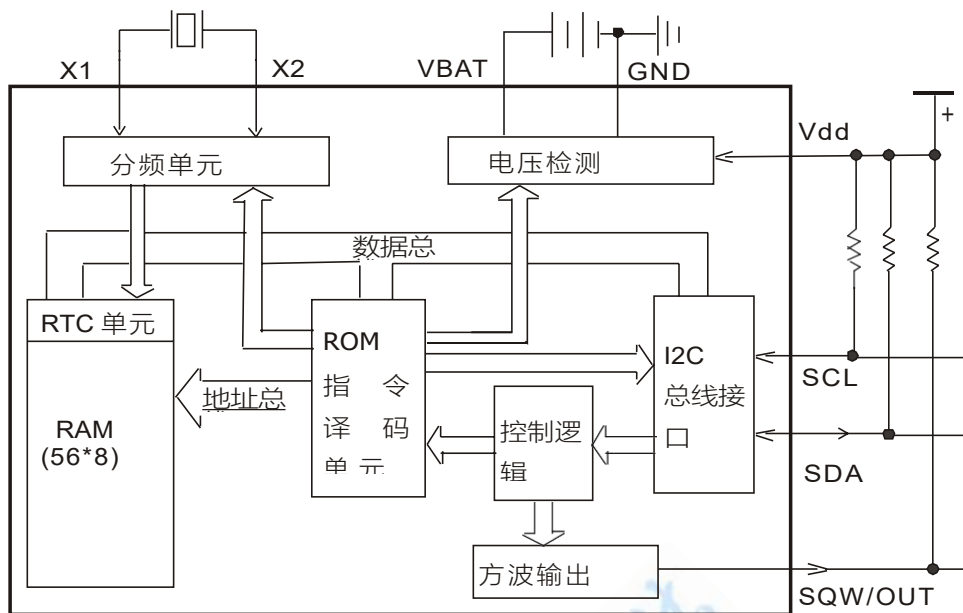 X1
X2
VBAT
GND
Vdd
+
分频单元
电压检测
数据总
RTC 单元
ROM
指 令
译 码
单 元
I2C
总线接
口
SCL
地址总
RAM
(56*8)
控制逻
辑
SDA
方波输出
SQW/OUT